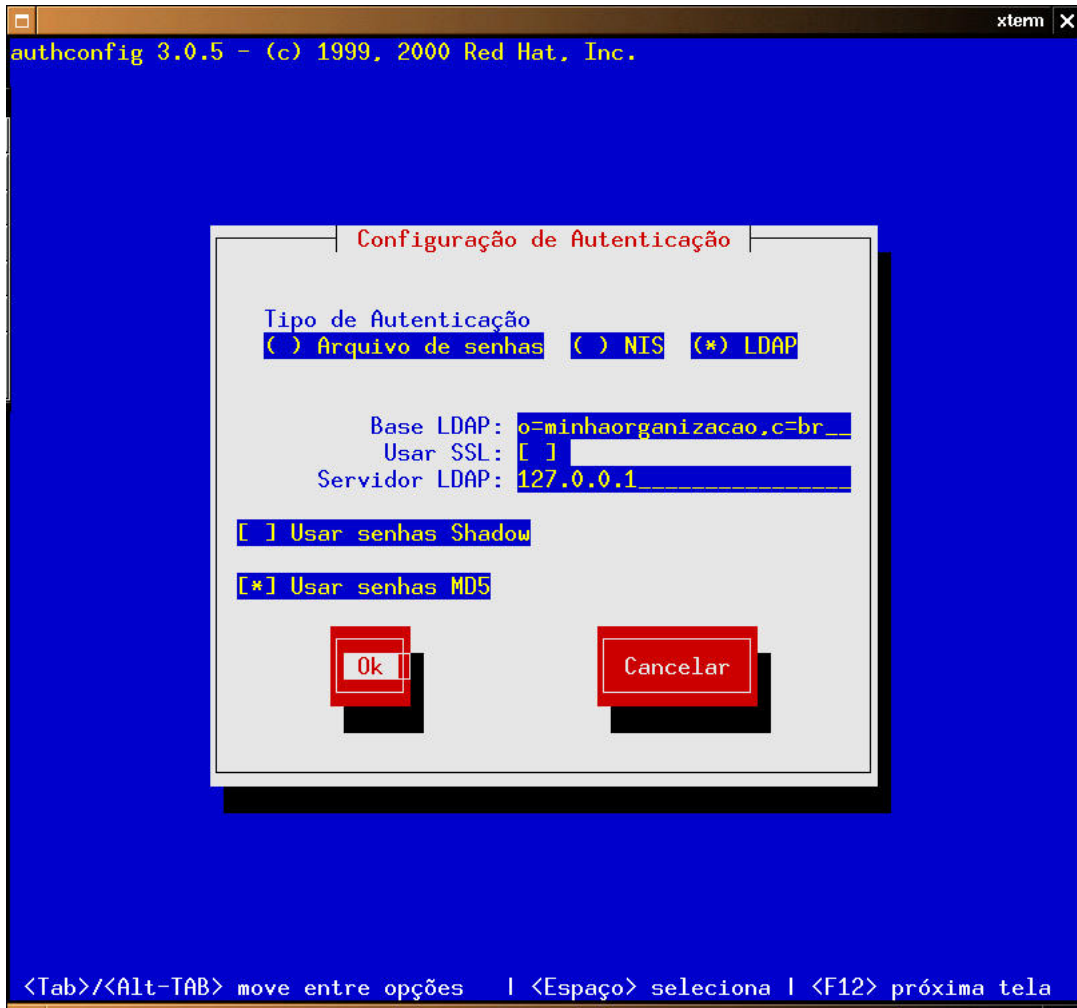 xterm
authconfig 3.0.5 - (c) 1999, 2000 Red Hat, Inc.
Configuração de Autenticação
Tipo de Autenticação
( ) Arquivo de senhas ( ) NIS (*) LDAP
Base LDAP: o=minhaorganizacao,c=br__
Usar SSL: [ ]
Servidor LDAP: 127.0.0.1________________
[ ] Usar senhas Shadow
[*] Usar senhas MD5
Ok Cancelar
<Tab>/<Alt-TAB> move entre opções | <Espaço> seleciona | <F12> próxima tela